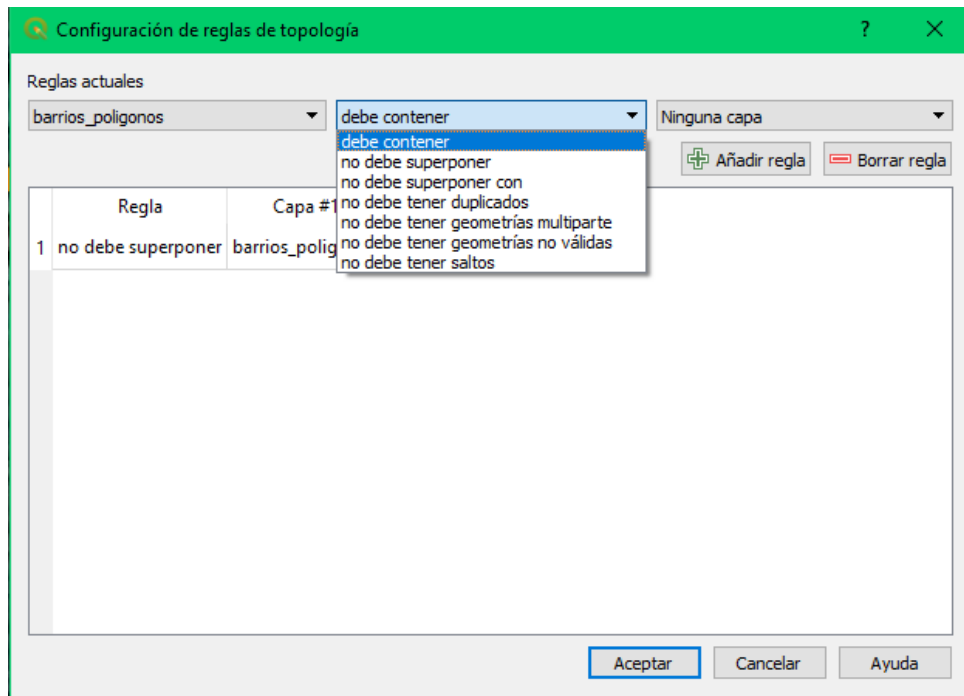 Configuración de reglas de topología ? ×
Reglas actuales
barrios_poligonos debe contener Ninguna capa
debe contener
no debe superponer
no debe superponer con
no debe tener duplicados
no debe tener geometrías multiparte
no debe tener geometrías no válidas
no debe tener saltos
Añadir regla Borrar regla
Regla Capa #1
1 no debe superponer barrios_polig
Aceptar Cancelar Ayuda